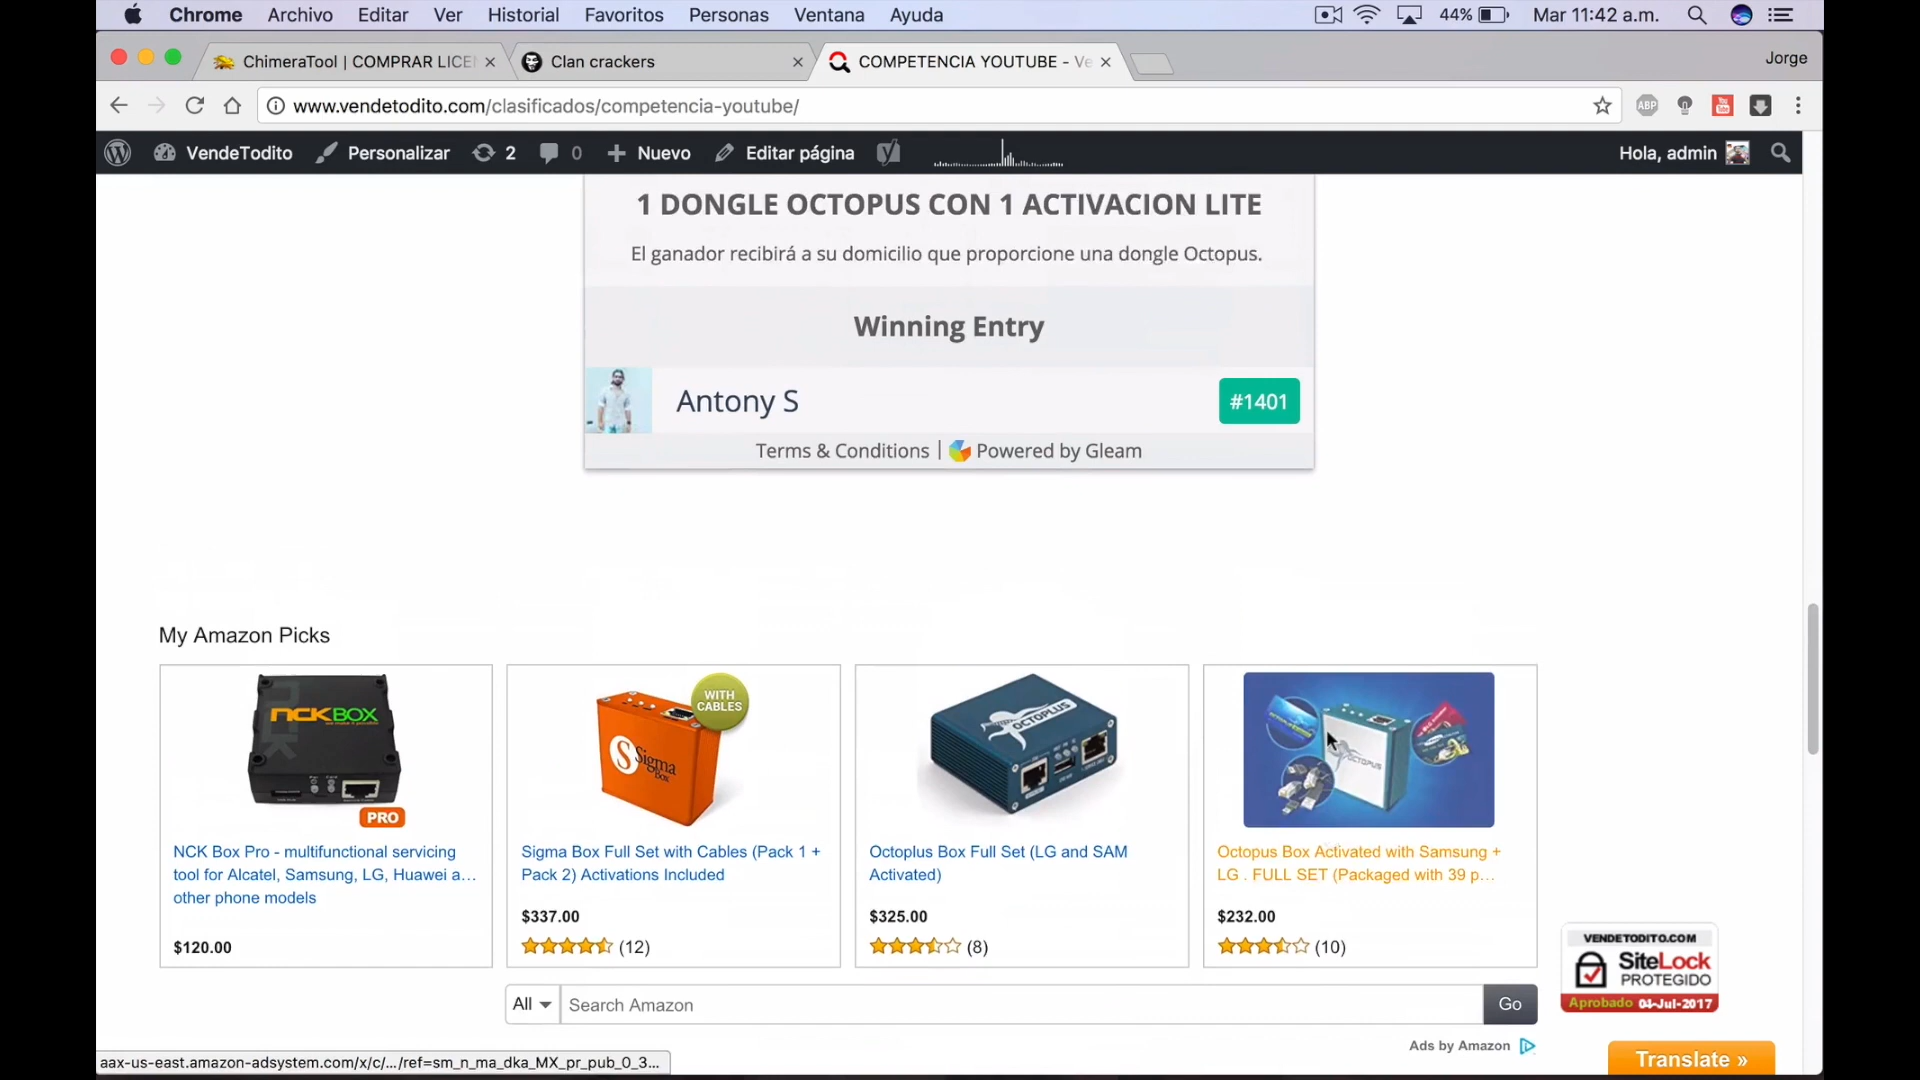 Chrome Archivo Editar Ver Historial Favoritos Personas Ventana Ayuda 44% Mar 11:42 a.m.
ChimeraTool | COMPRAR LICE
Clan crackers
COMPETENCIA YOUTUBE - Ve
Jorge
www.vendetodito.com/clasificados/competencia-youtube/
ABP
You
VendeTodito Personalizar 2 0 Nuevo Editar página Hola, admin
1 DONGLE OCTOPUS CON 1 ACTIVACION LITE
El ganador recibirá a su domicilio que proporcione una dongle Octopus.
Winning Entry
Antony S #1401
Terms & Conditions | Powered by Gleam
My Amazon Picks
NCKBOX
PRO
NCK Box Pro - multifunctional servicing
tool for Alcatel, Samsung, LG, Huawei a…
other phone models
$120.00
WITH
CABLES
S Sigma
Box
Sigma Box Full Set with Cables (Pack 1 +
Pack 2) Activations Included
$337.00
(12)
OCTOPLUS
Octoplus Box Full Set (LG and SAM
Activated)
$325.00
(8)
OCTOPUS
Octopus Box Activated with Samsung +
LG . FULL SET (Packaged with 39 p…
$232.00
(10)
All Search Amazon Go
Ads by Amazon
VENDETODITO.COM
SiteLock
PROTEGIDO
Aprobado 04-Jul-2017
Translate »
aax-us-east.amazon-adsystem.com/x/c/…/ref=sm_n_ma_dka_MX_pr_pub_0_3…